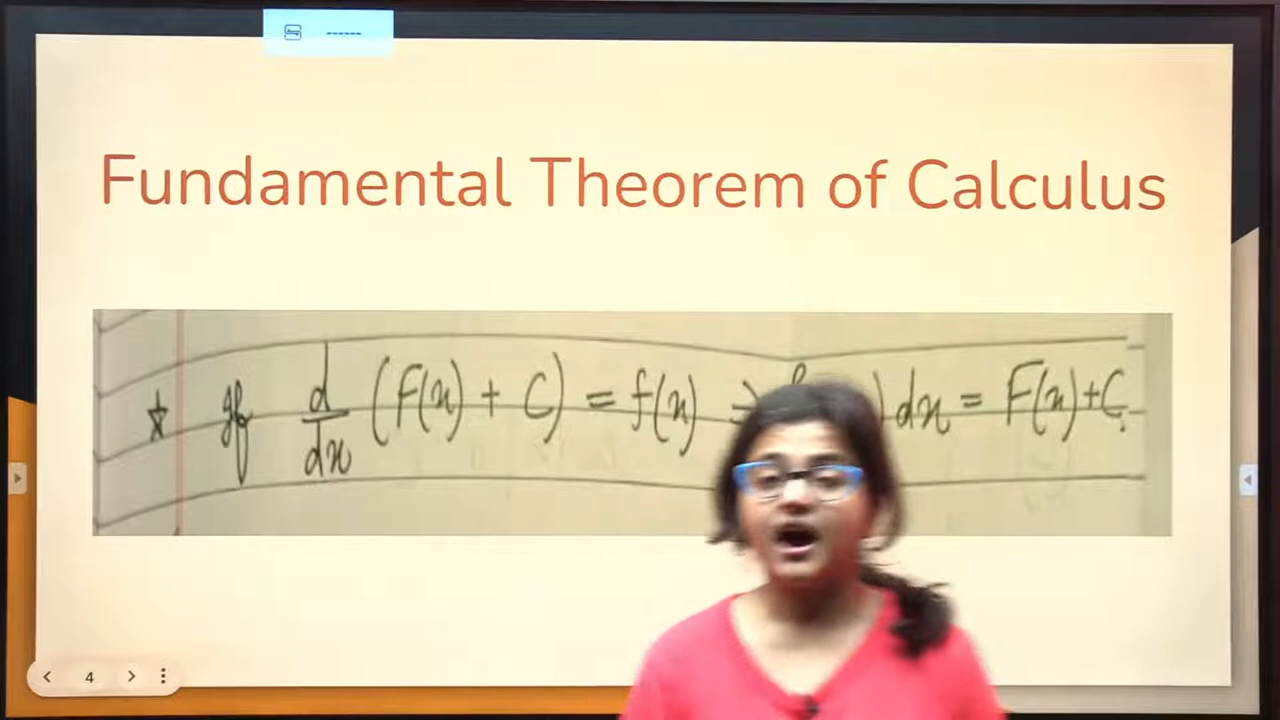 Fundamental Theorem of Calculus
☆ If d/dx (F(x) + C) = f(x) ⇒ ) dx = F(x)+C.
4